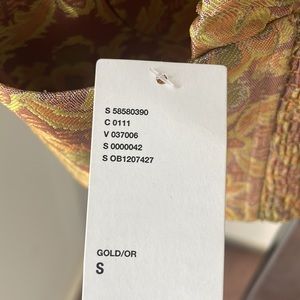 S 58580390
C 0111
V 037006
S 0000042
S OB1207427
GOLD/OR
S